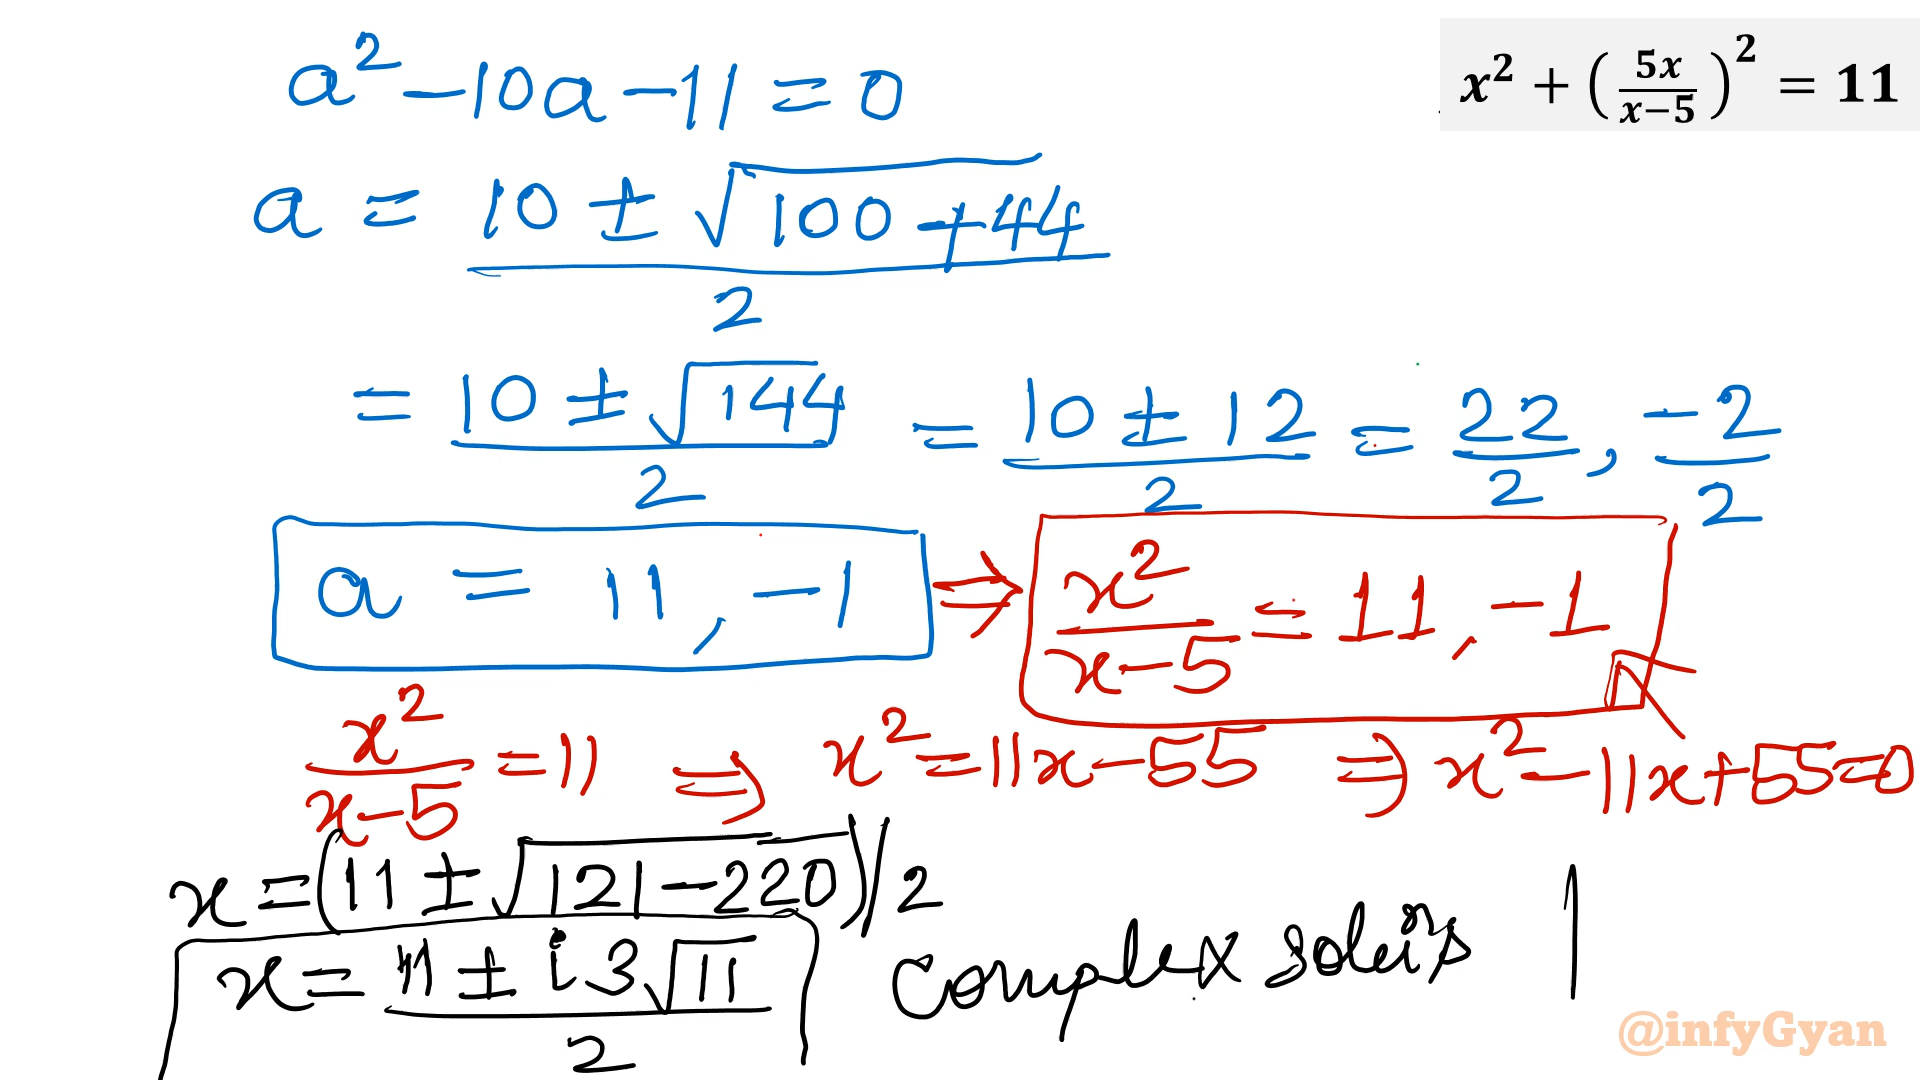 x² + (5x/(x−5))² = 11
a² − 10a − 11 = 0
a = (10 ± √(100 + 44))/2
= (10 ± √144)/2 = (10 ± 12)/2 = 22/2, −2/2
a = 11, −1 ⇒ x²/(x−5) = 11, −1
x²/(x−5) = 11 ⇒ x² = 11x − 55 ⇒ x² − 11x + 55 = 0
x = (11 ± √(121 − 220))/2
x = (11 ± i3√11)/2 complex solⁿs
@infyGyan